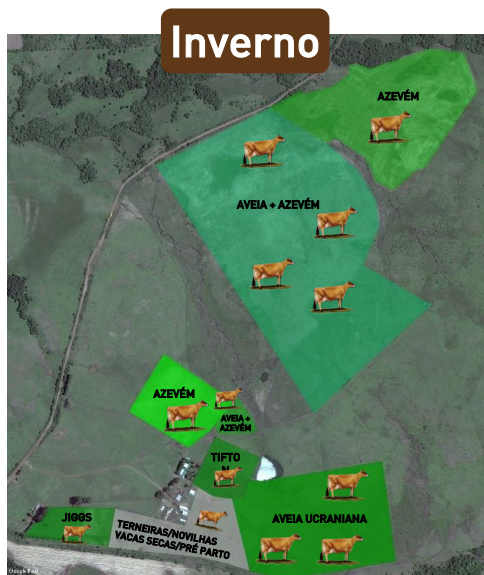 Inverno
AZEVÉM
AVEIA + AZEVÉM
AZEVÉM
AVEIA +
AZEVÉM
TIFTO
N
AVEIA UCRANIANA
JIGGS
TERNEIRAS/NOVILHAS
VACAS SECAS/PRÉ PARTO